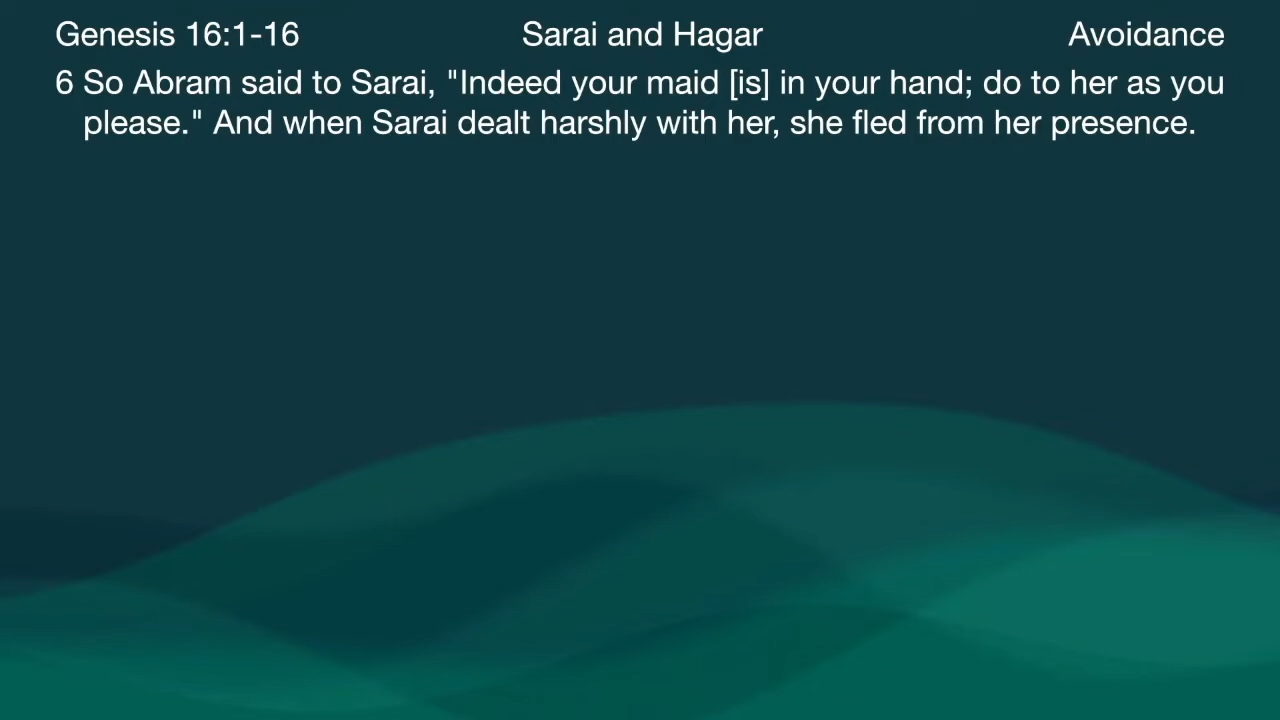 Genesis 16:1-16 Sarai and Hagar Avoidance
6 So Abram said to Sarai, "Indeed your maid [is] in your hand; do to her as you
please." And when Sarai dealt harshly with her, she fled from her presence.